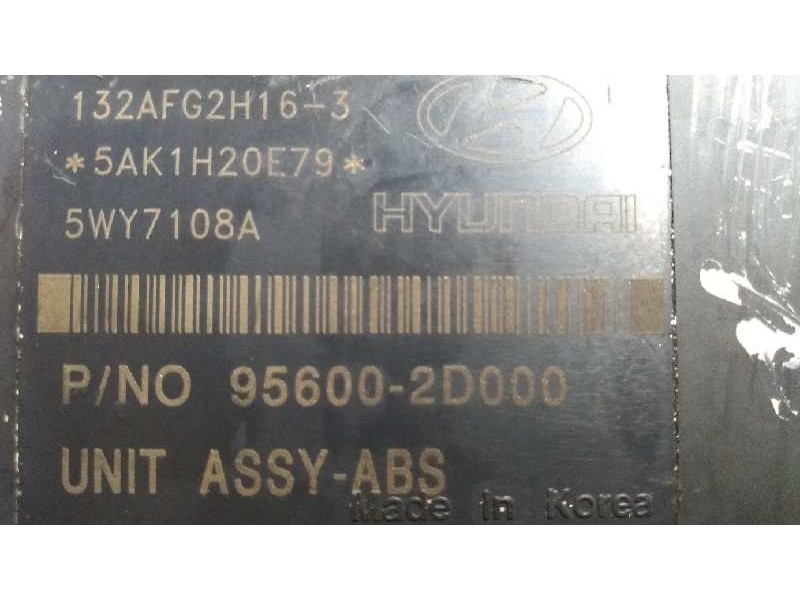 132AFG2H16-3
*5AK1H20E79*
5WY7108A
HYUNDAI
P/NO 95600-2D000
UNIT ASSY-ABS
Made In Korea